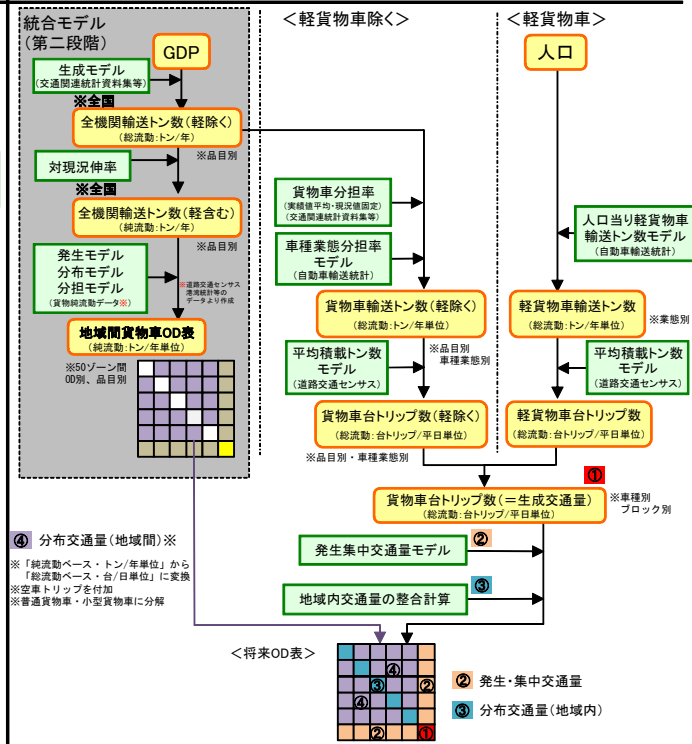 統合モデル
(第二段階)
GDP
生成モデル
(交通関連統計資料集等)
※全国
全機関輸送トン数(軽除く)
(総流動:トン/年)
※品目別
対現況伸率
※全国
全機関輸送トン数(軽含む)
(純流動:トン/年)
※品目別
発生モデル
分布モデル
分担モデル
(貨物純流動データ※)
※道路交通センサス
港湾統計等の
データより作成
地域間貨物車OD表
(純流動:トン/年単位)
※50ゾーン間
OD別、品目別
<軽貨物車除く>
貨物車分担率
(実績値平均・現況値固定)
(交通関連統計資料集等)
車種業態分担率
モデル
(自動車輸送統計)
貨物車輸送トン数(軽除く)
(総流動:トン/年単位)
※品目別
車種業態別
平均積載トン数
モデル
(道路交通センサス)
貨物車台トリップ数(軽除く)
(総流動:台トリップ/平日単位)
※品目別・車種業態別
<軽貨物車>
人口
人口当り軽貨物車
輸送トン数モデル
(自動車輸送統計)
軽貨物車輸送トン数
(総流動:トン/年単位)
※業態別
平均積載トン数
モデル
(道路交通センサス)
軽貨物車台トリップ数
(総流動:台トリップ/平日単位)
①
貨物車台トリップ数(=生成交通量)
(総流動:台トリップ/平日単位)
※車種別
ブロック別
発生集中交通量モデル
②
地域内交通量の整合計算
③
④ 分布交通量(地域間)※
※「純流動ベース・トン/年単位」から
「総流動ベース・台/日単位」に変換
※空車トリップを付加
※普通貨物車・小型貨物車に分解
<将来OD表>
④
③
②
④
②
①
② 発生・集中交通量
③ 分布交通量(地域内)